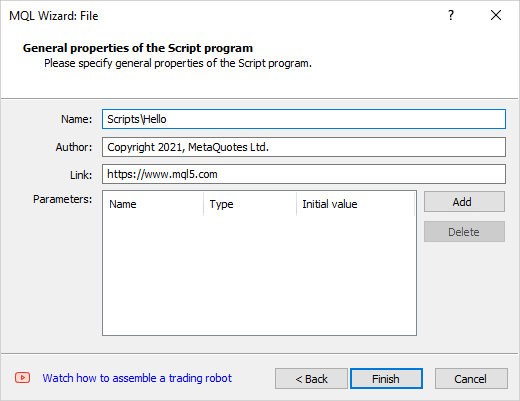 MQL Wizard: File
?
General properties of the Script program
Please specify general properties of the Script program.
Name: Scripts\Hello
Author: Copyright 2021, MetaQuotes Ltd.
Link: https://www.mql5.com
Parameters: Name Type Initial value
Add
Delete
Watch how to assemble a trading robot < Back Finish Cancel